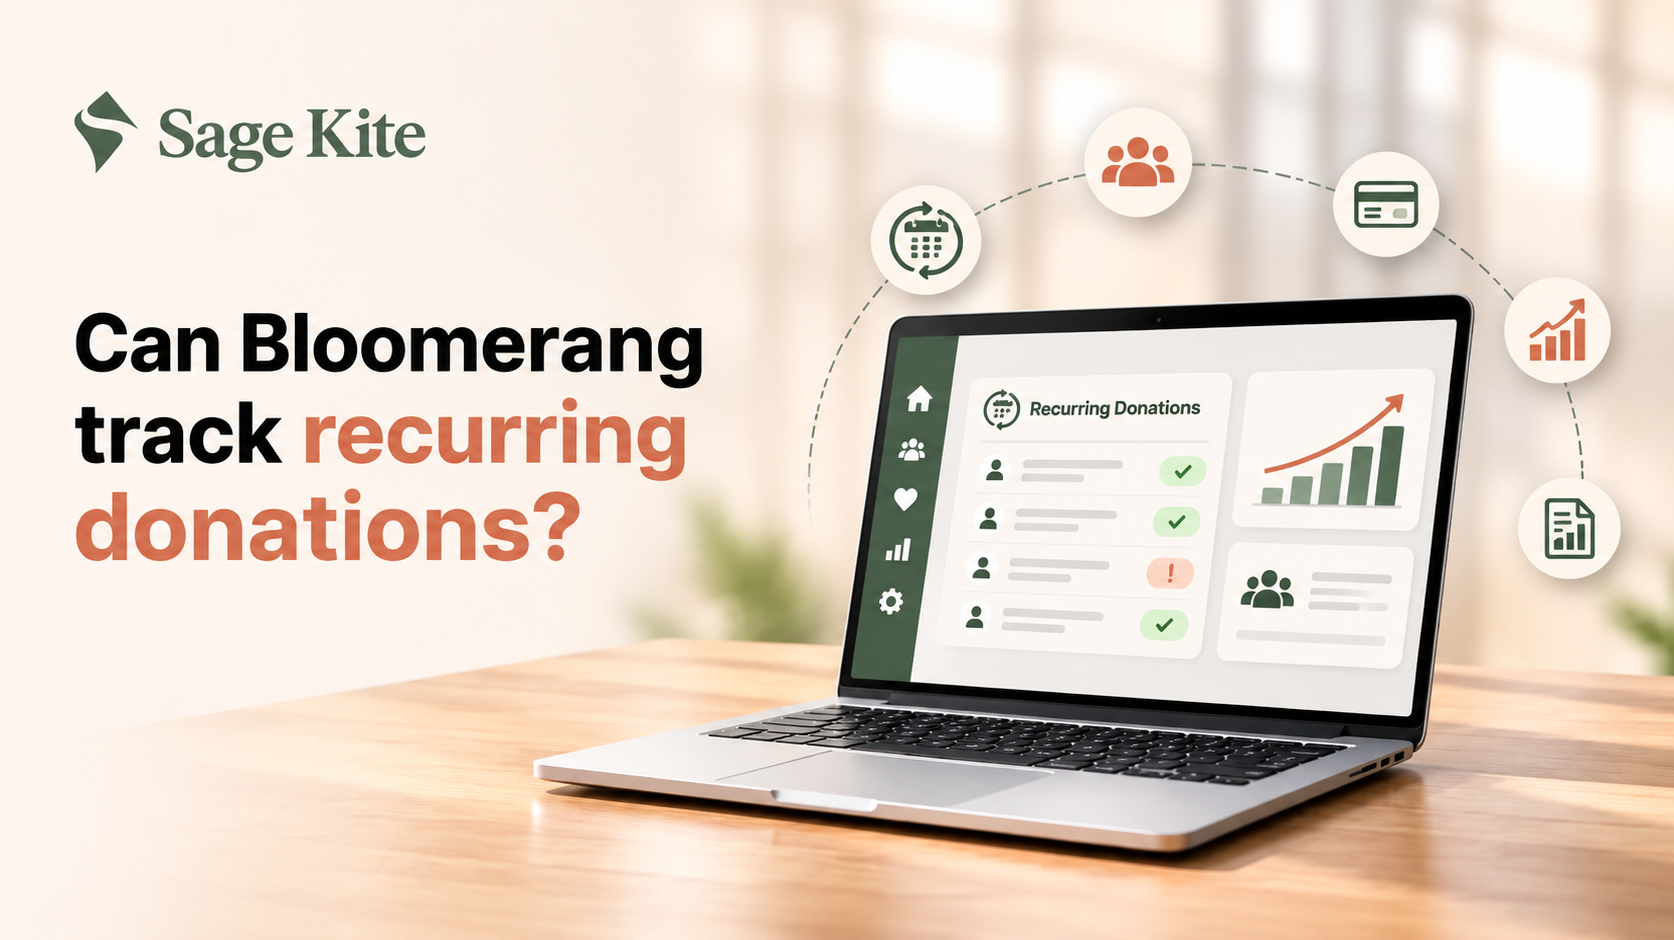 Sage Kite
Can Bloomerang
track recurring
donations?
Recurring Donations